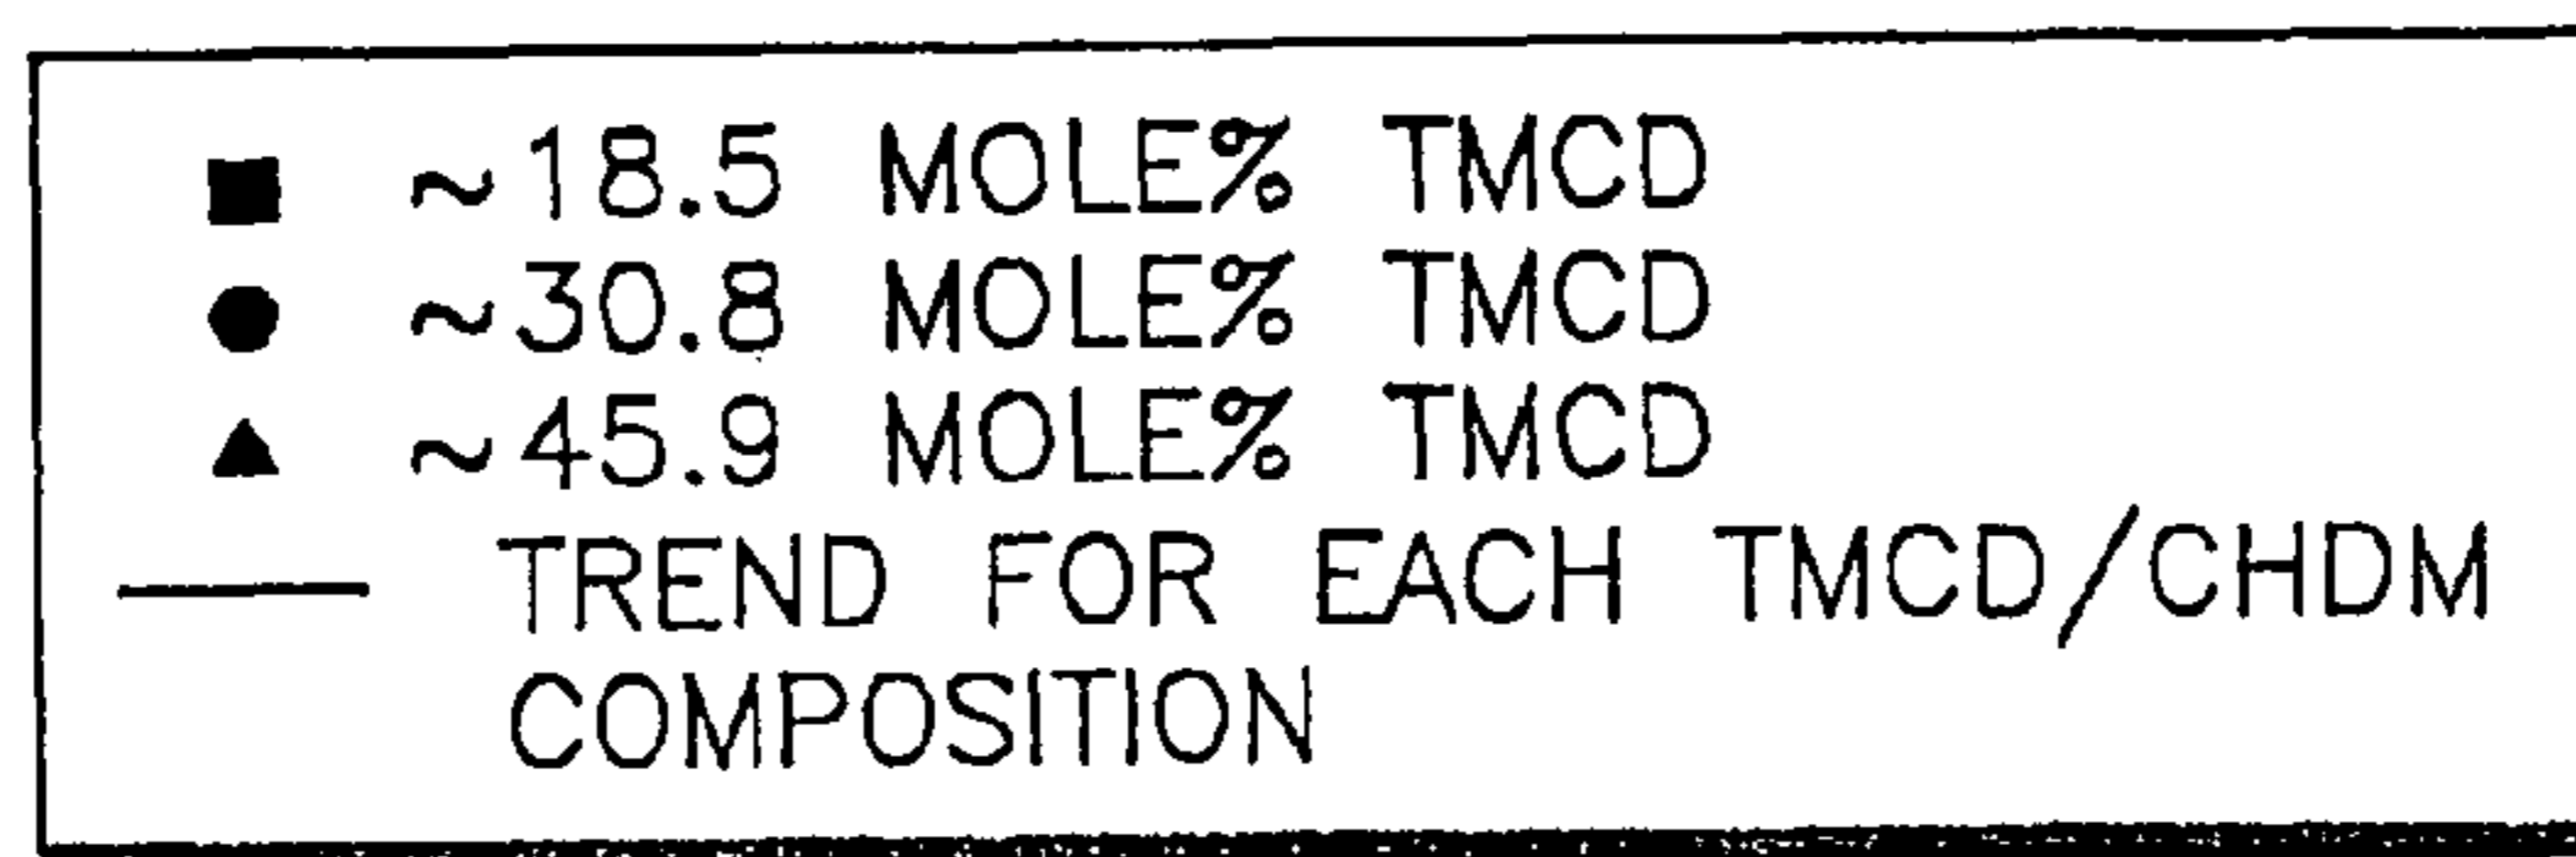 ~18.5 MOLE% TMCD
~30.8 MOLE% TMCD
~45.9 MOLE% TMCD
TREND FOR EACH TMCD/CHDM
COMPOSITION